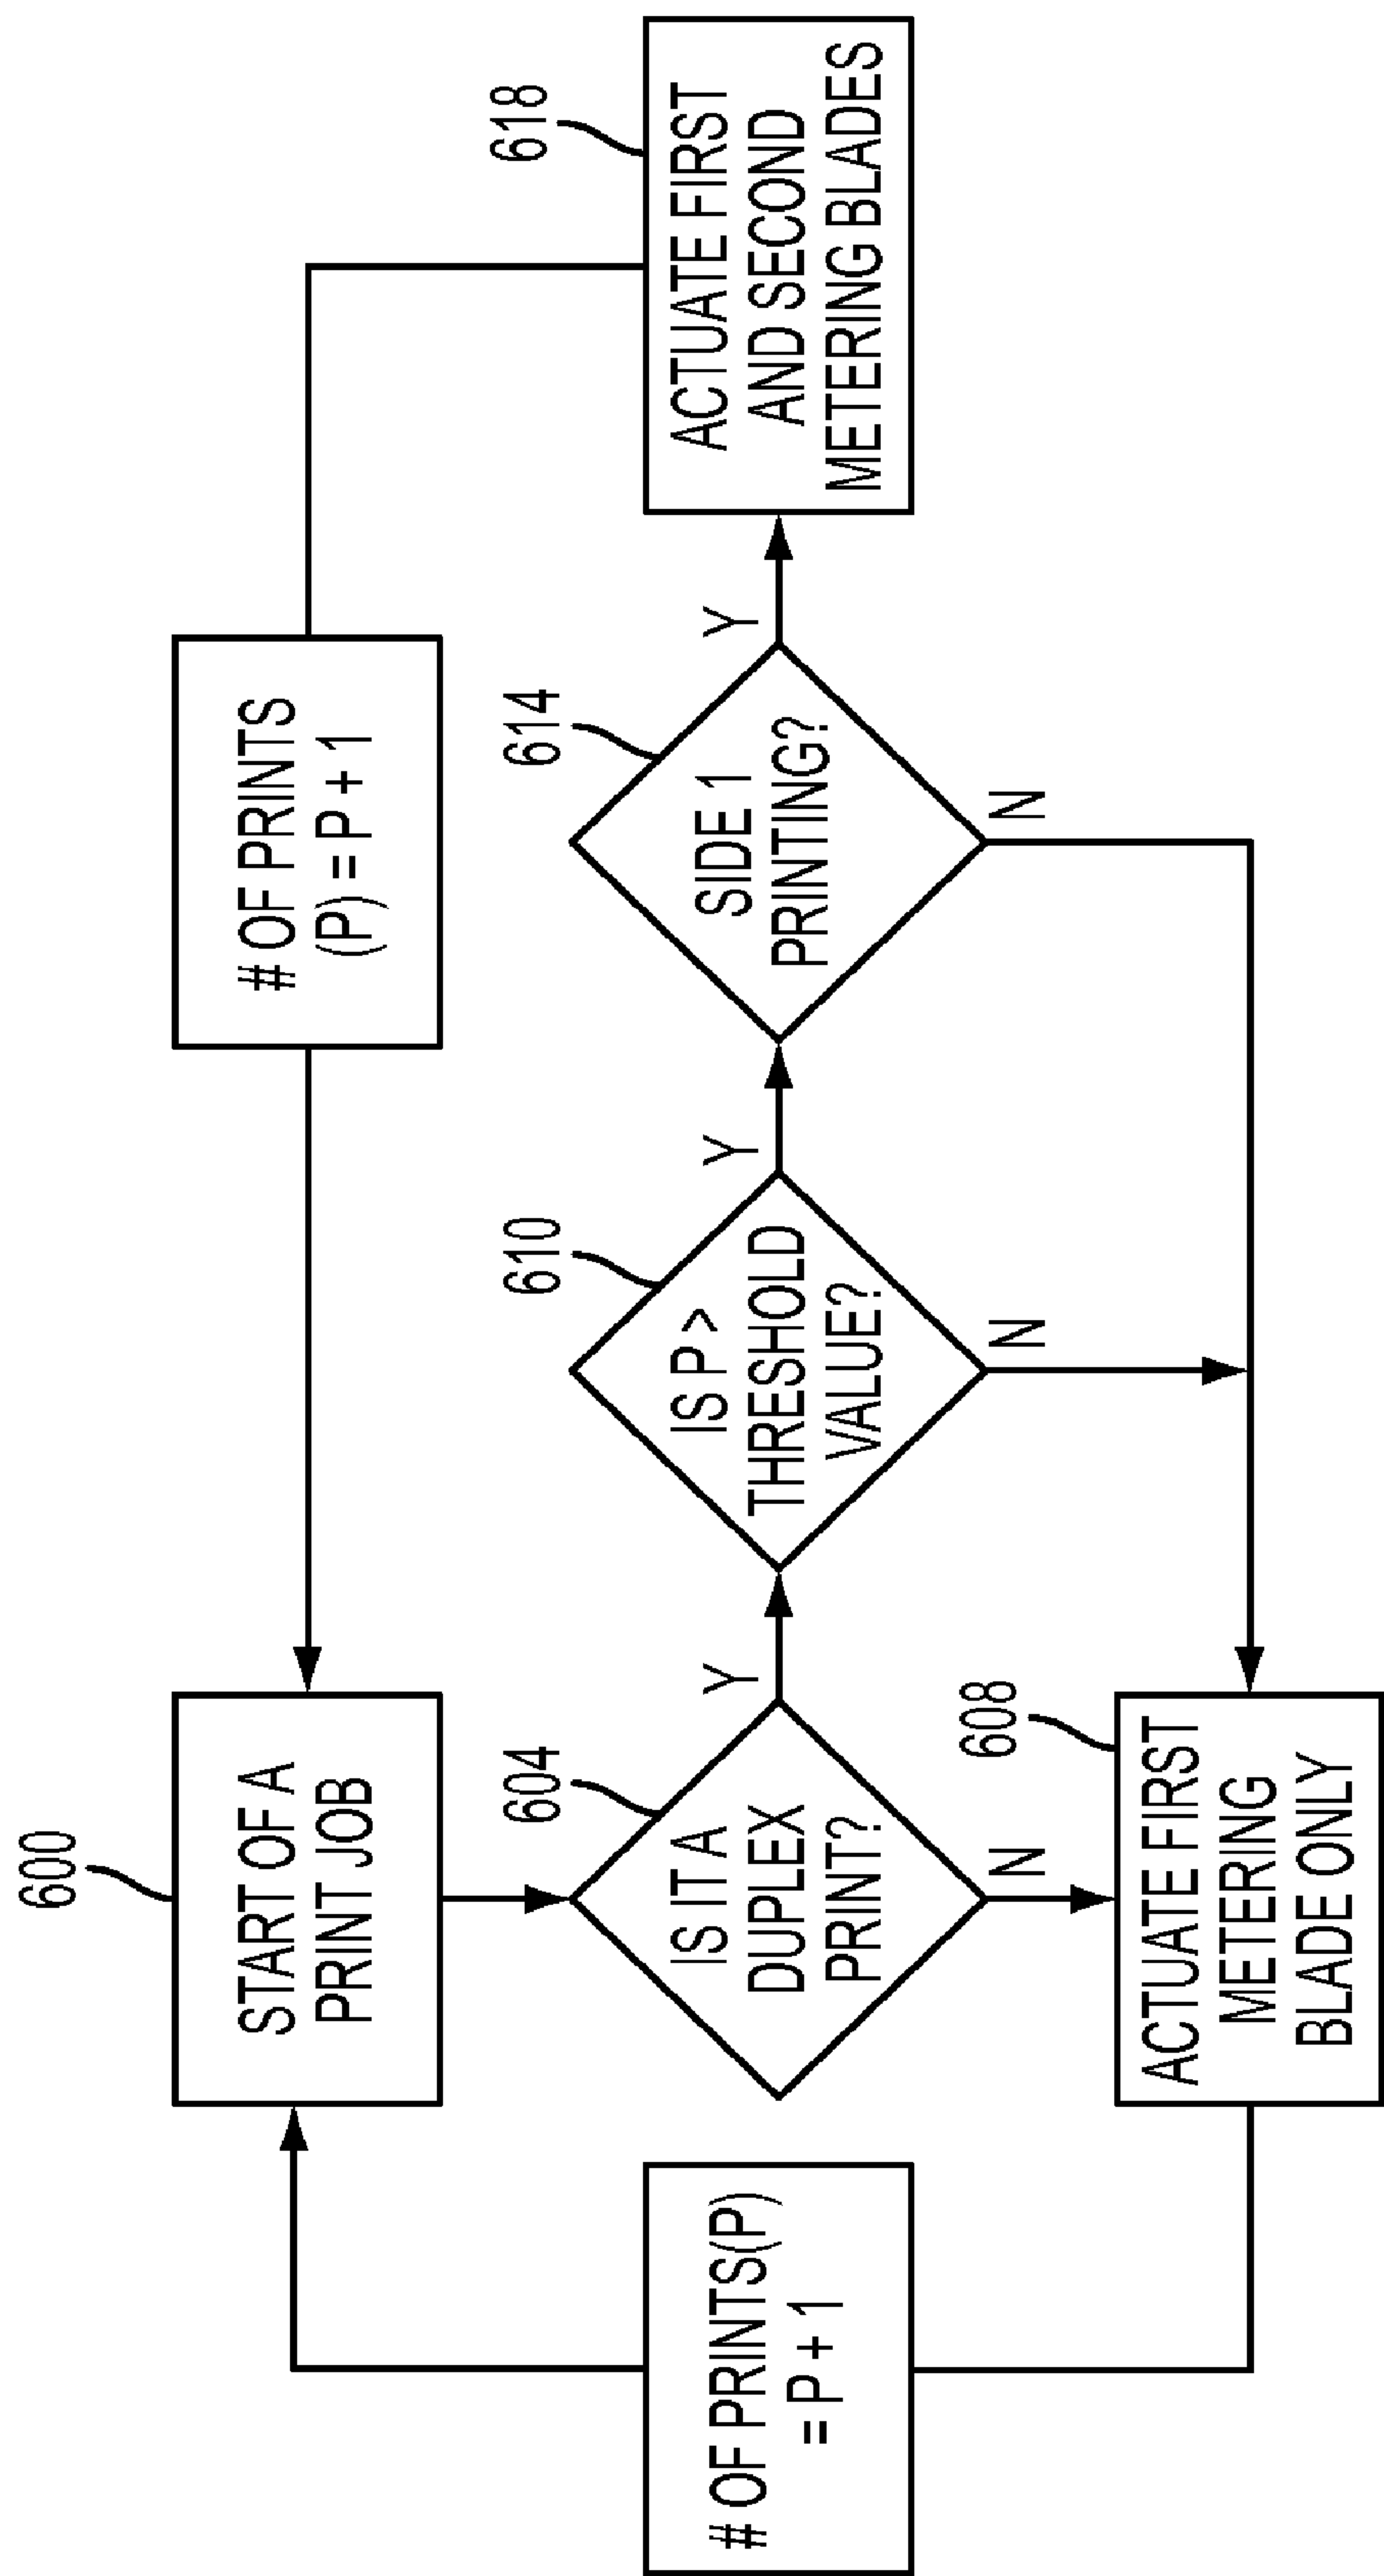 600
START OF A
PRINT JOB
# OF PRINTS
(P) = P + 1
618
ACTUATE FIRST
AND SECOND
METERING BLADES
604
IS IT A
DUPLEX
PRINT?
Y
N
610
IS P >
THRESHOLD
VALUE?
Y
N
614
SIDE 1
PRINTING?
Y
N
# OF PRINTS(P)
= P + 1
608
ACTUATE FIRST
METERING
BLADE ONLY